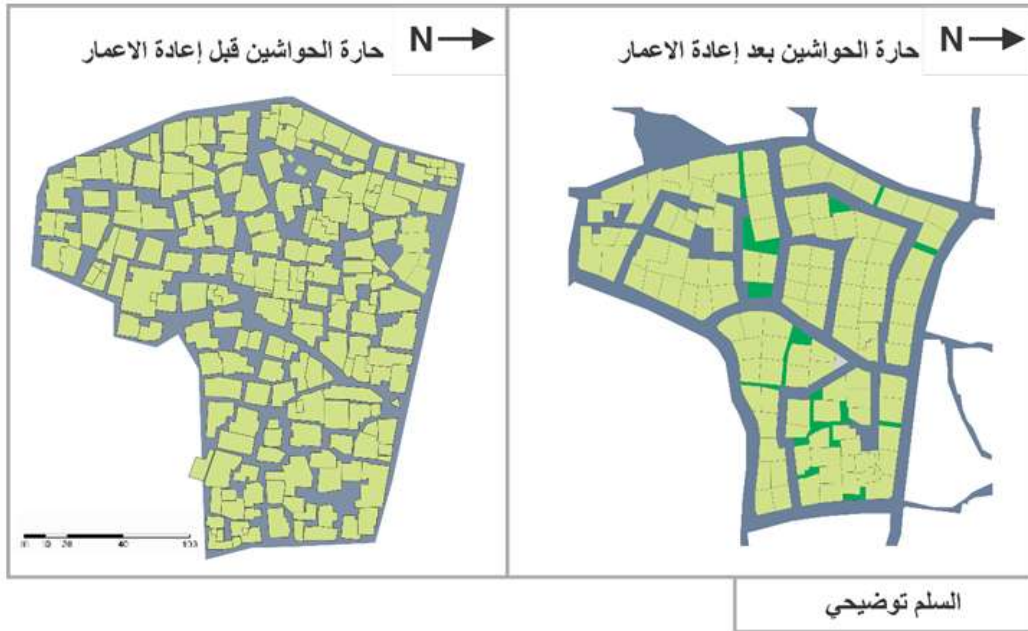 حارة الحواشين بعد إعادة الاعمار
N
حارة الحواشين قبل إعادة الاعمار
N
السلم توضيحي